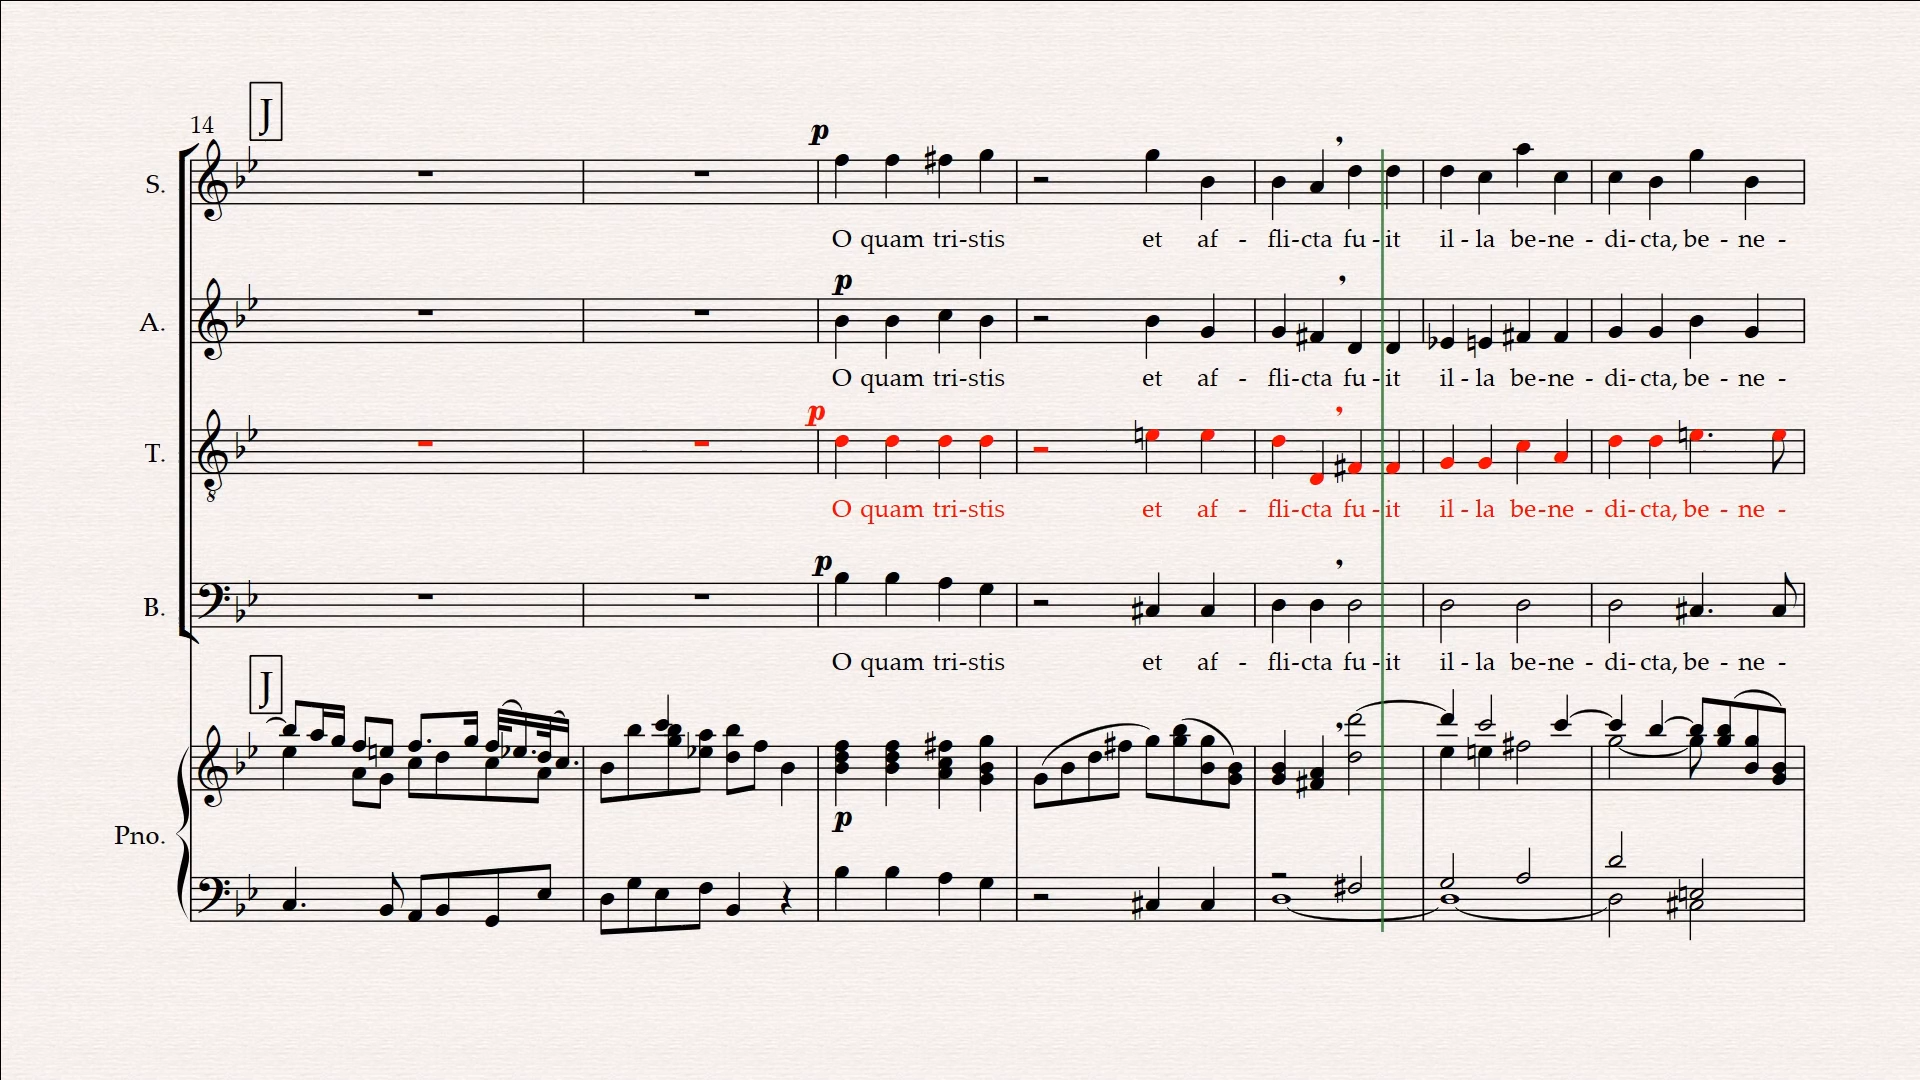 J
14
p
S.
O quam tri-stis et af - fli-cta fu - it il - la be-ne - di-cta, be - ne -
p
A.
O quam tri-stis et af - fli-cta fu - it il - la be-ne - di-cta, be - ne -
p
T.
8
O quam tri-stis et af - fli-cta fu - it il - la be-ne - di-cta, be - ne -
p
B.
O quam tri-stis et af - fli-cta fu - it il - la be-ne - di-cta, be - ne -
J
Pno.
p